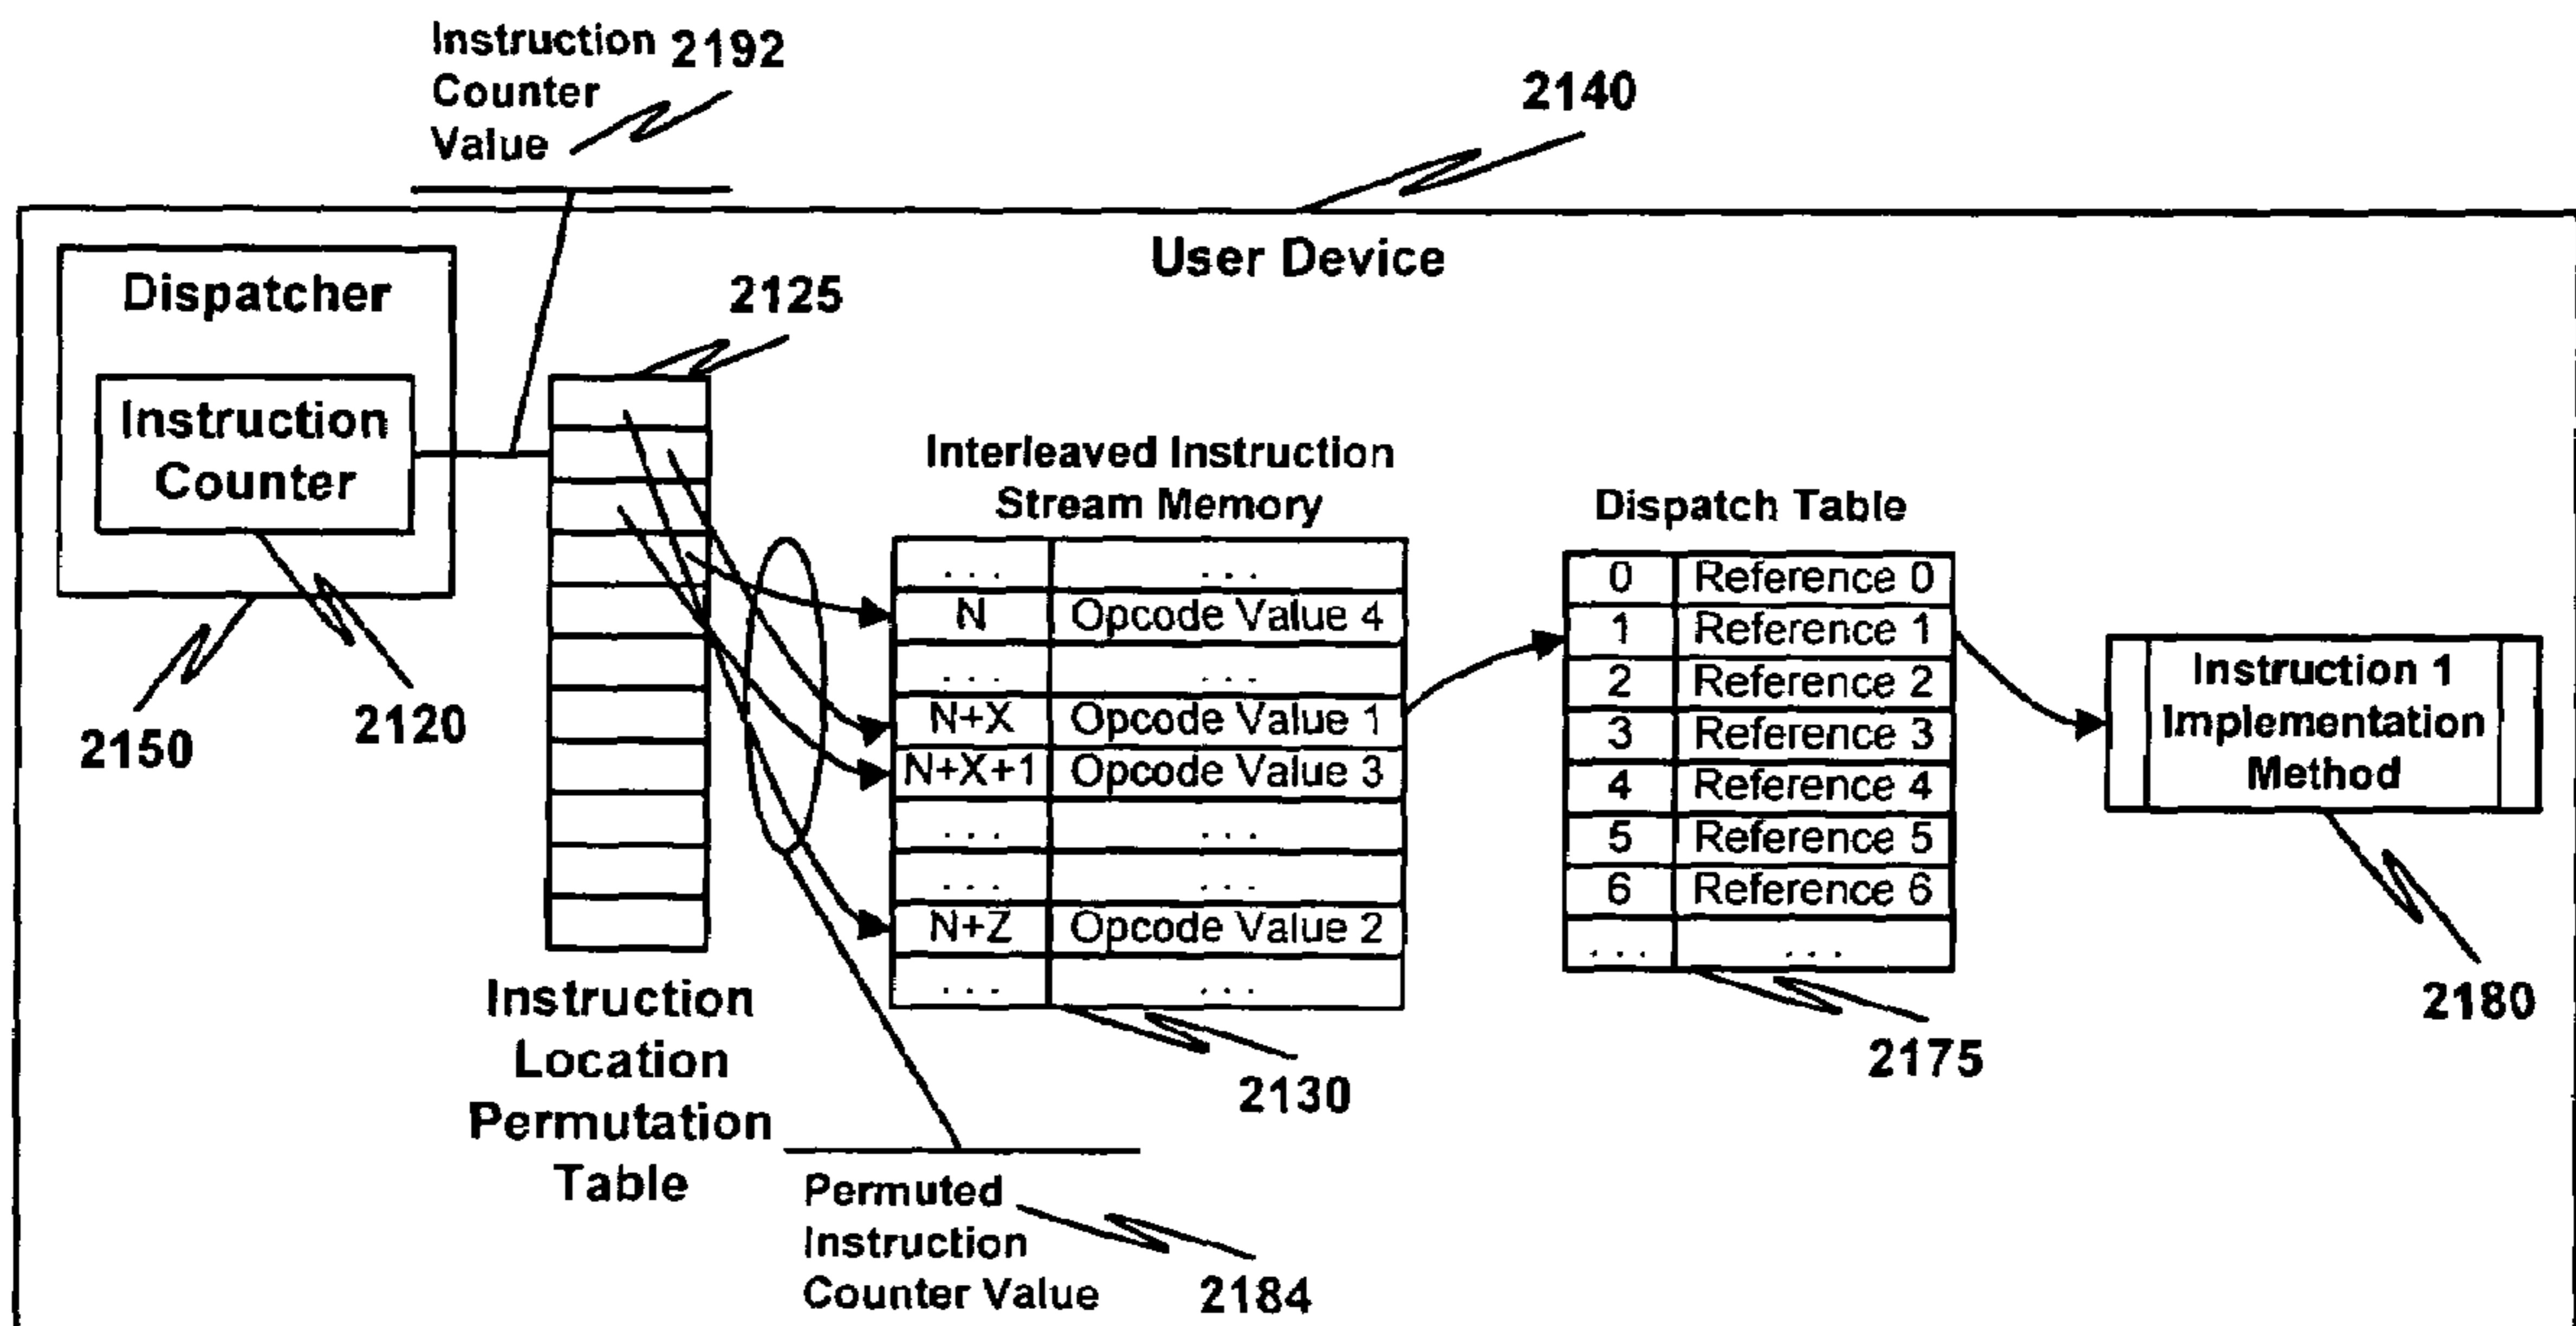 Instruction 2192
Counter
Value
2140
User Device
Dispatcher
2125
Instruction
Counter
2150
2120
Instruction
Location
Permutation
Table
Interleaved Instruction
Stream Memory
... ...
N Opcode Value 4
... ...
N+X Opcode Value 1
N+X+1 Opcode Value 3
... ...
... ...
N+Z Opcode Value 2
... ...
2130
Permuted
Instruction
Counter Value
2184
Dispatch Table
0 Reference 0
1 Reference 1
2 Reference 2
3 Reference 3
4 Reference 4
5 Reference 5
6 Reference 6
... ...
2175
Instruction 1
Implementation
Method
2180